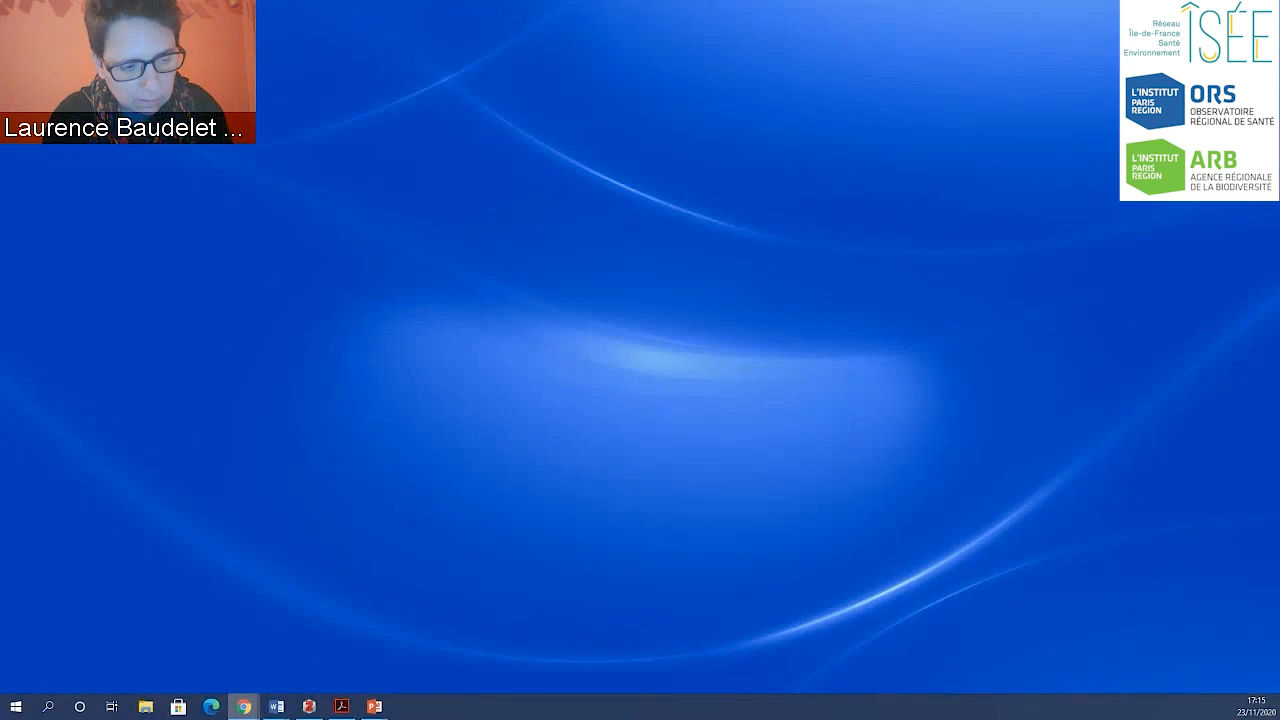 Laurence Baudelet ...
Réseau
Île-de-France
Santé
Environnement
ÎSÉE
L'INSTITUT
PARIS
REGION
ORS
OBSERVATOIRE
RÉGIONAL DE SANTÉ
L'INSTITUT
PARIS
REGION
ARB
AGENCE RÉGIONALE
DE LA BIODIVERSITÉ
17:15
23/11/2020